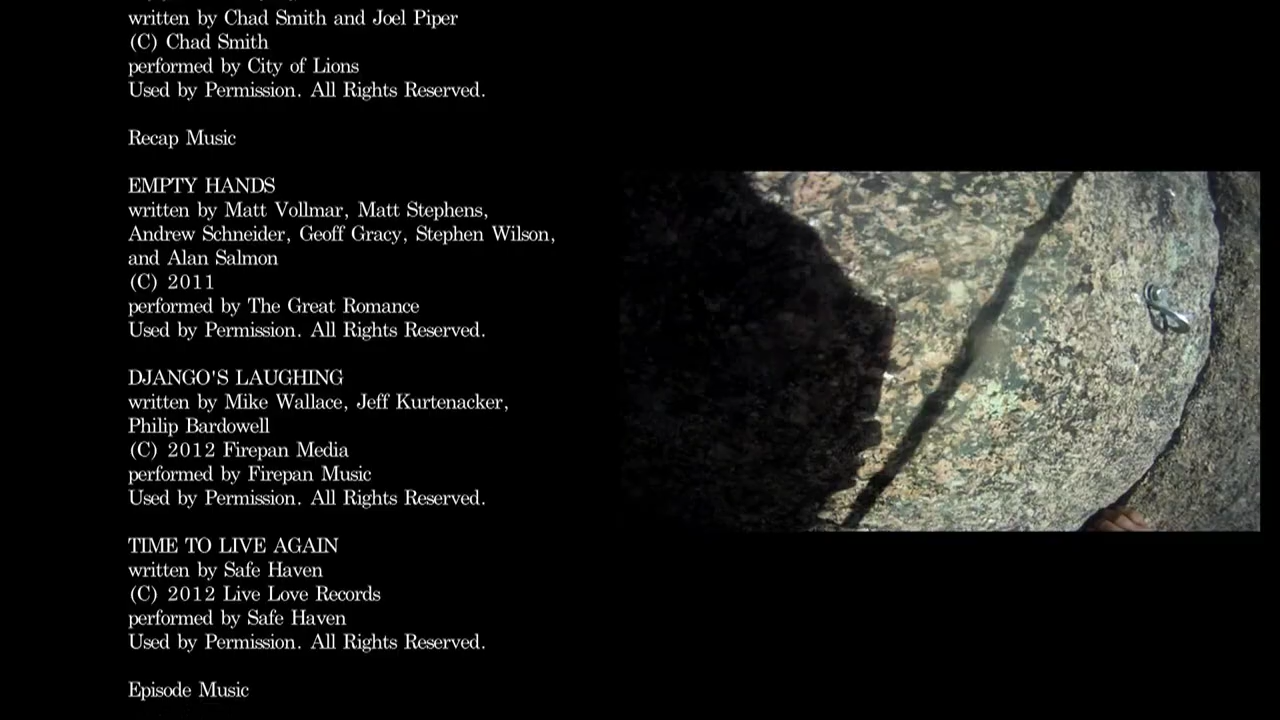 written by Chad Smith and Joel Piper
(C) Chad Smith
performed by City of Lions
Used by Permission. All Rights Reserved.
Recap Music
EMPTY HANDS
written by Matt Vollmar, Matt Stephens,
Andrew Schneider, Geoff Gracy, Stephen Wilson,
and Alan Salmon
(C) 2011
performed by The Great Romance
Used by Permission. All Rights Reserved.
DJANGO'S LAUGHING
written by Mike Wallace, Jeff Kurtenacker,
Philip Bardowell
(C) 2012 Firepan Media
performed by Firepan Music
Used by Permission. All Rights Reserved.
TIME TO LIVE AGAIN
written by Safe Haven
(C) 2012 Live Love Records
performed by Safe Haven
Used by Permission. All Rights Reserved.
Episode Music